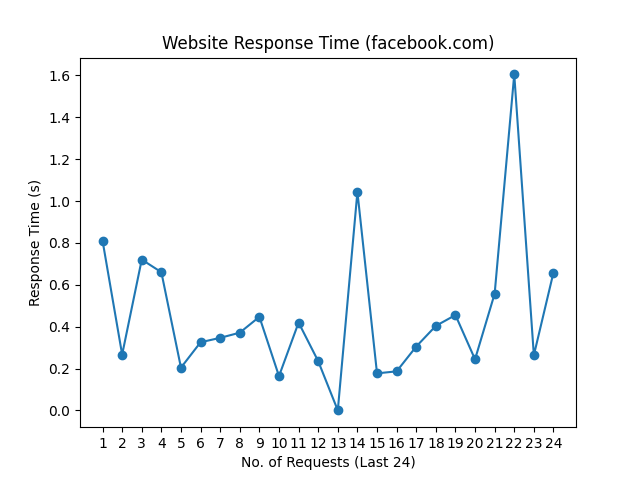 Website Response Time (facebook.com)
1.6
1.4
1.2
1.0
0.8
0.6
0.4
0.2
0.0
Response Time (s)
1 2 3 4 5 6 7 8 9 10 11 12 13 14 15 16 17 18 19 20 21 22 23 24
No. of Requests (Last 24)